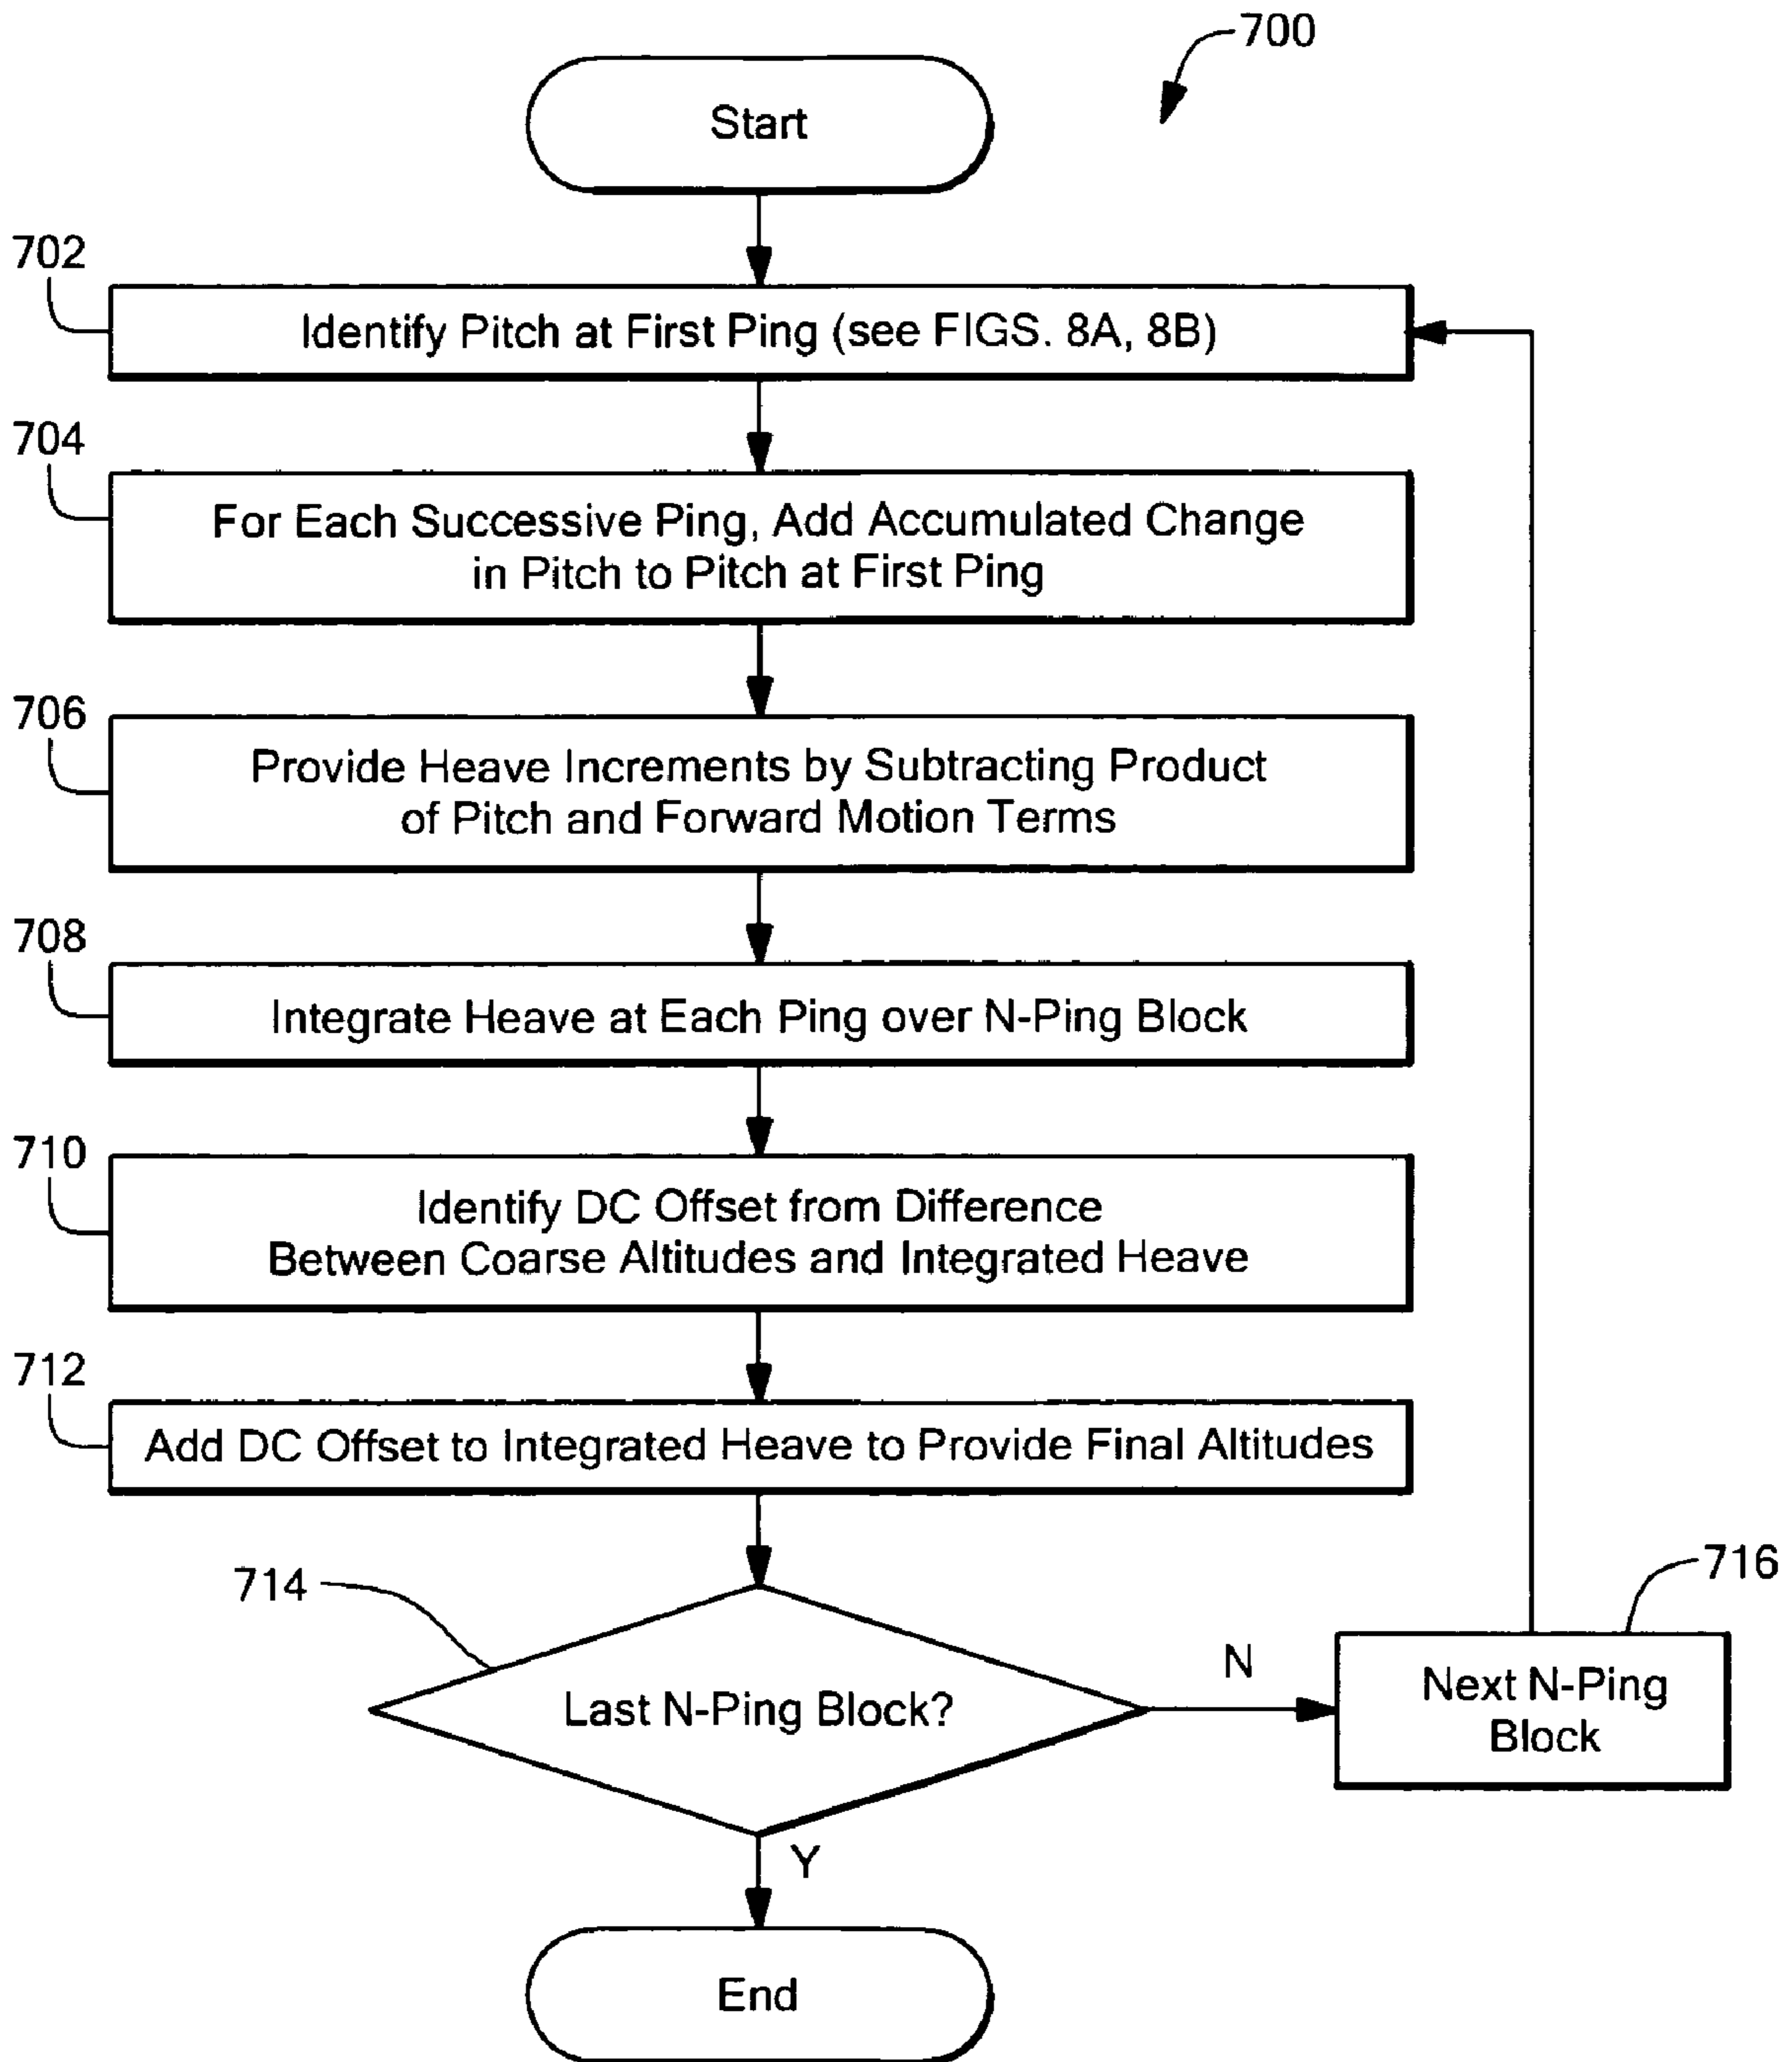 700
Start
702
Identify Pitch at First Ping (see FIGS. 8A, 8B)
704
For Each Successive Ping, Add Accumulated Change
in Pitch to Pitch at First Ping
706
Provide Heave Increments by Subtracting Product
of Pitch and Forward Motion Terms
708
Integrate Heave at Each Ping over N-Ping Block
710
Identify DC Offset from Difference
Between Coarse Altitudes and Integrated Heave
712
Add DC Offset to Integrated Heave to Provide Final Altitudes
714
Last N-Ping Block?
N
716
Next N-Ping
Block
Y
End